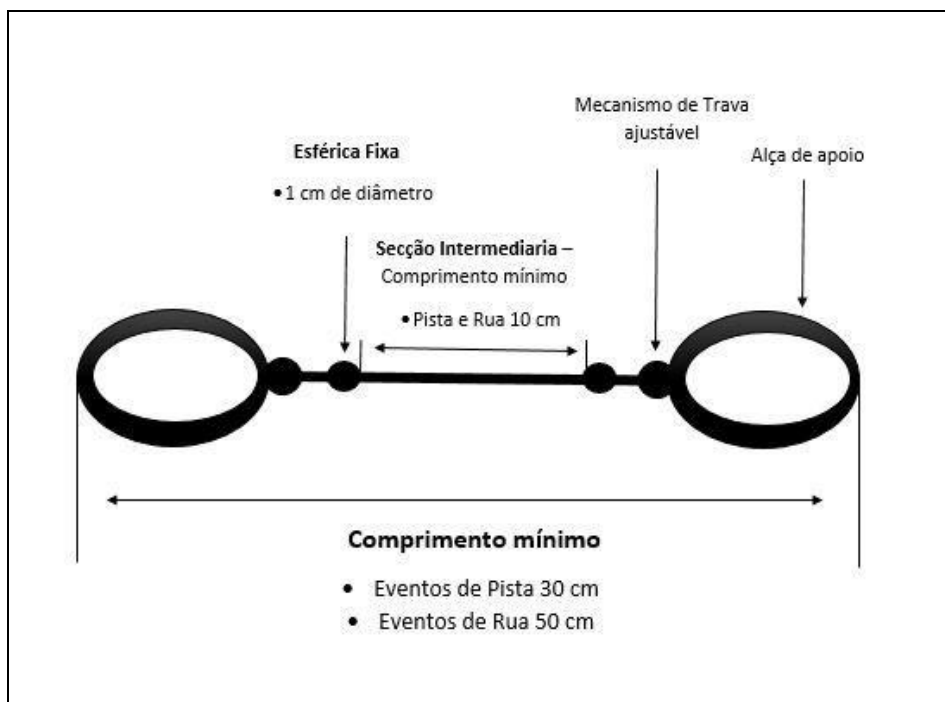 Mecanismo de Trava
ajustável
Alça de apoio
Esférica Fixa
• 1 cm de diâmetro
Secção Intermediaria –
Comprimento mínimo
• Pista e Rua 10 cm
Comprimento mínimo
• Eventos de Pista 30 cm
• Eventos de Rua 50 cm